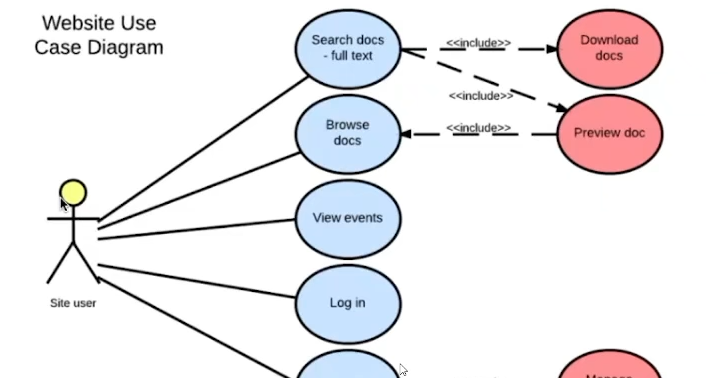 Website Use
Case Diagram
Search docs
- full text
<<include>>
Download
docs
<<include>>
Browse
docs
<<include>>
Preview doc
View events
Site user
Log in